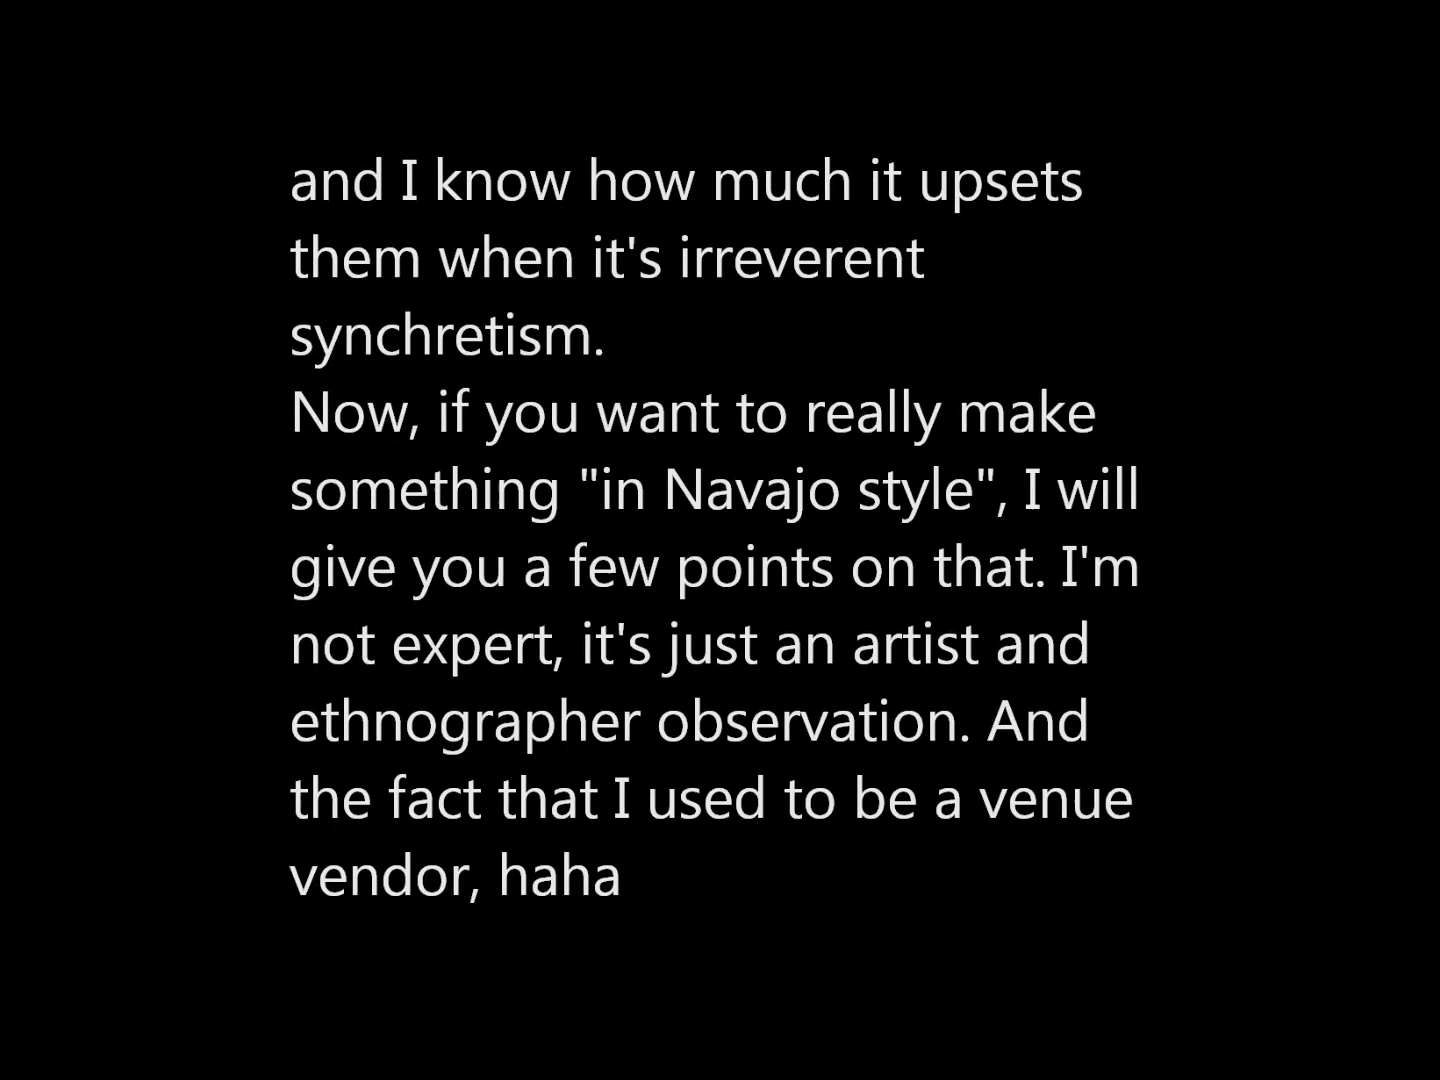 and I know how much it upsets
them when it's irreverent
synchretism.
Now, if you want to really make
something "in Navajo style", I will
give you a few points on that. I'm
not expert, it's just an artist and
ethnographer observation. And
the fact that I used to be a venue
vendor, haha